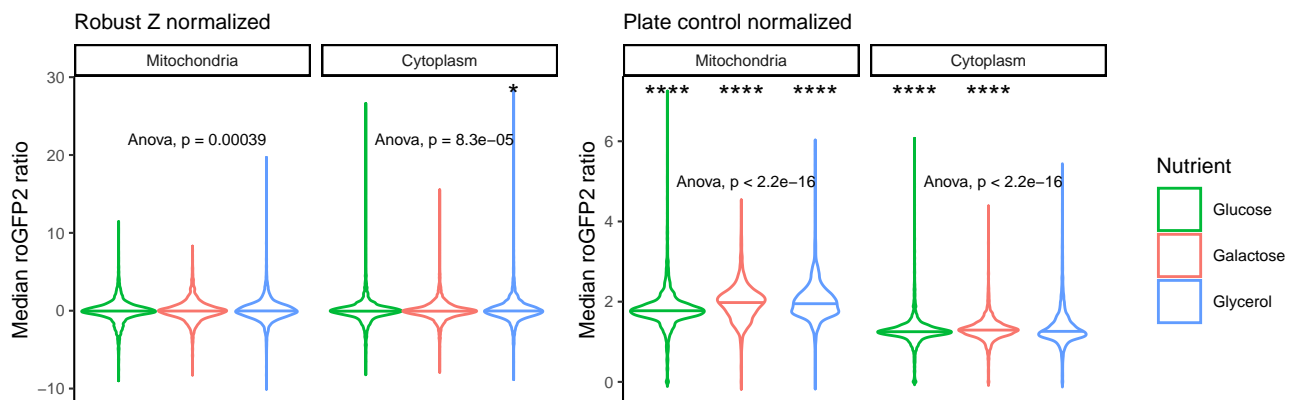 Robust Z normalized
Mitochondria
Cytoplasm
Median roGFP2 ratio
30
20
10
0
−10
Anova, p = 0.00039
Anova, p = 8.3e−05
*
Plate control normalized
Mitochondria
Cytoplasm
Median roGFP2 ratio
6
4
2
0
**** **** **** **** ****
Anova, p < 2.2e−16
Anova, p < 2.2e−16
Nutrient
Glucose
Galactose
Glycerol